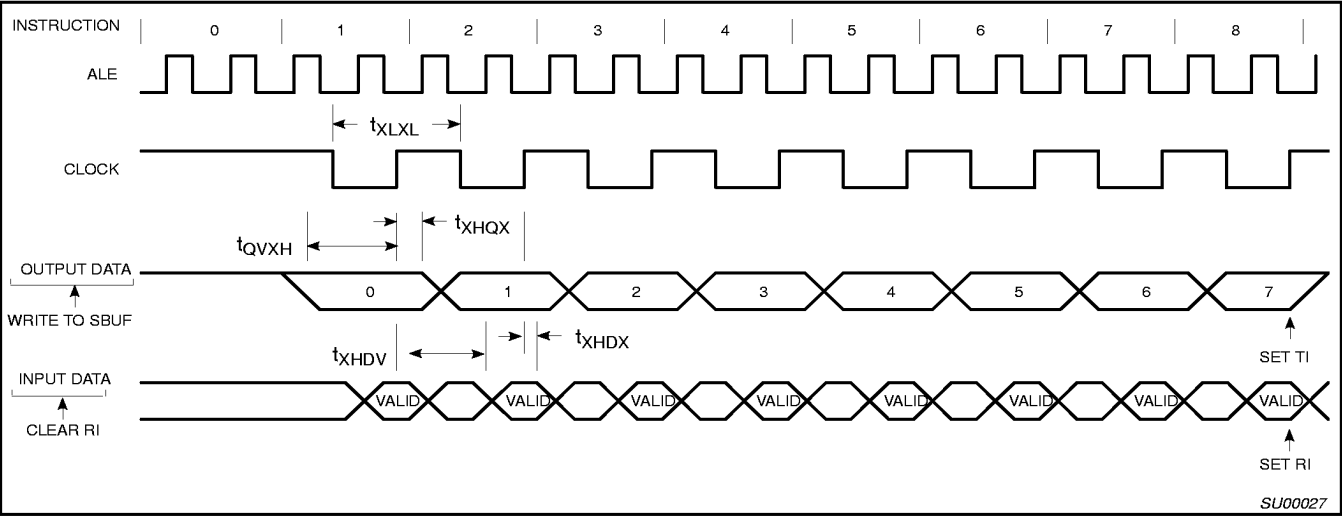 INSTRUCTION 0 1 2 3 4 5 6 7 8
ALE
tXLXL
CLOCK
tXHQX
tQVXH
OUTPUT DATA
0 1 2 3 4 5 6 7
WRITE TO SBUF
tXHDX
tXHDV
SET TI
INPUT DATA
VALID VALID VALID VALID VALID VALID VALID VALID
CLEAR RI
SET RI
SU00027